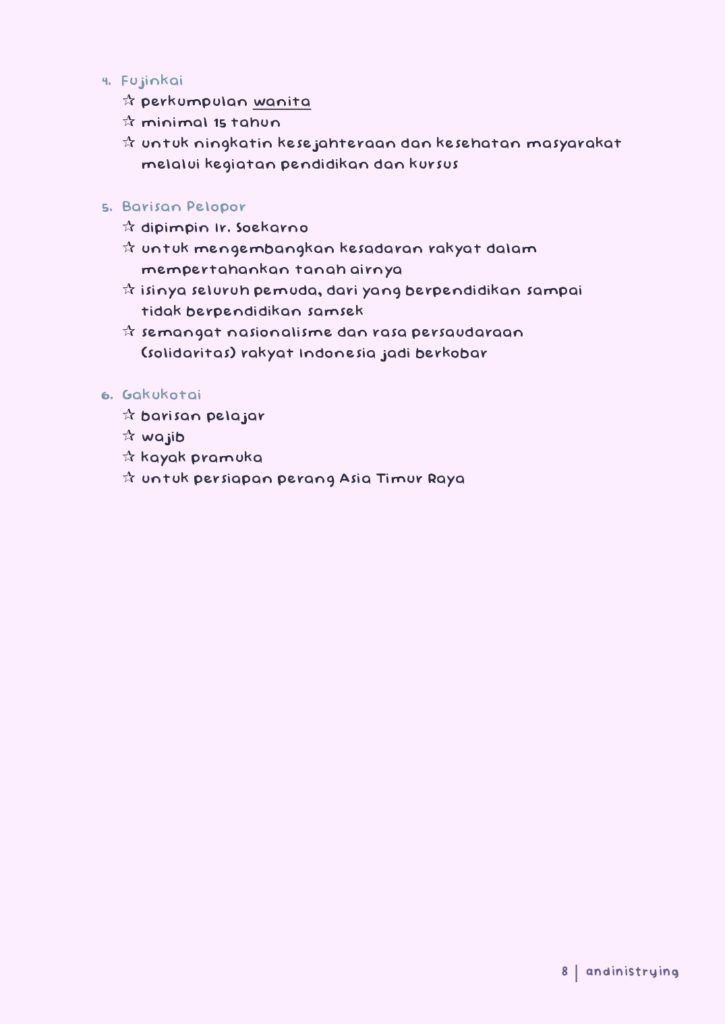 4. Fujinkai
☆ perkumpulan wanita
☆ minimal 15 tahun
☆ untuk ningkatin kesejahteraan dan kesehatan masyarakat
melalui kegiatan pendidikan dan kursus
5. Barisan Pelopor
☆ dipimpin Ir. Soekarno
☆ untuk mengembangkan kesadaran rakyat dalam
mempertahankan tanah airnya
☆ isinya seluruh pemuda, dari yang berpendidikan sampai
tidak berpendidikan samsek
☆ semangat nasionalisme dan rasa persaudaraan
(solidaritas) rakyat Indonesia jadi berkobar
6. Gakukotai
☆ barisan pelajar
☆ wajib
☆ kayak pramuka
☆ untuk persiapan perang Asia Timur Raya
8 | andinistrying